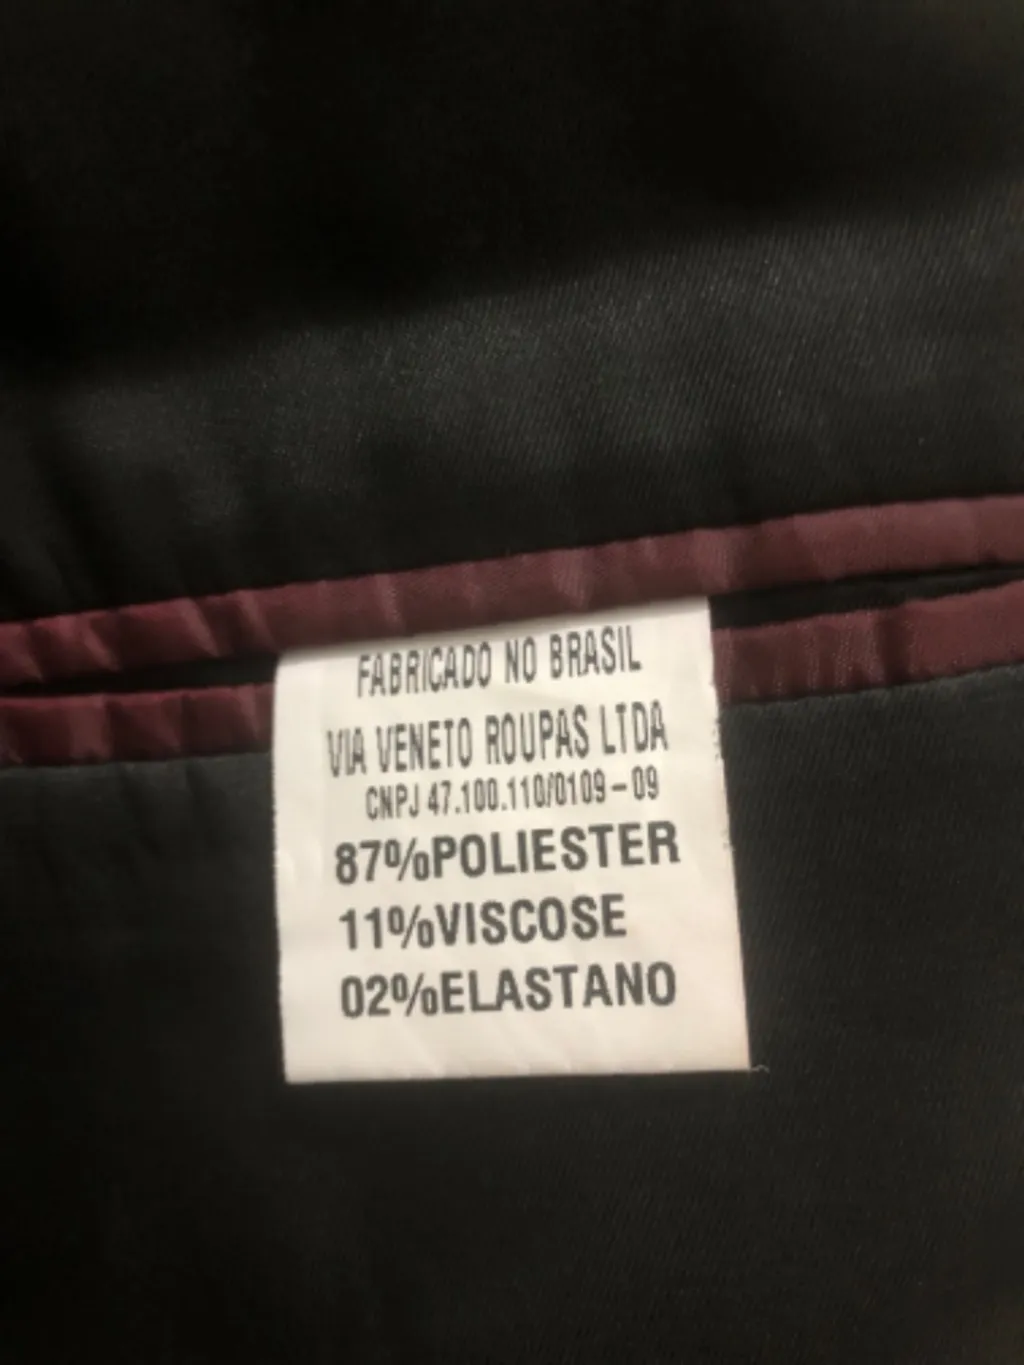 FABRICADO NO BRASIL
VIA VENETO ROUPAS LTDA
CNPJ 47.100.110/0109-09
87%POLIESTER
11%VISCOSE
02%ELASTANO